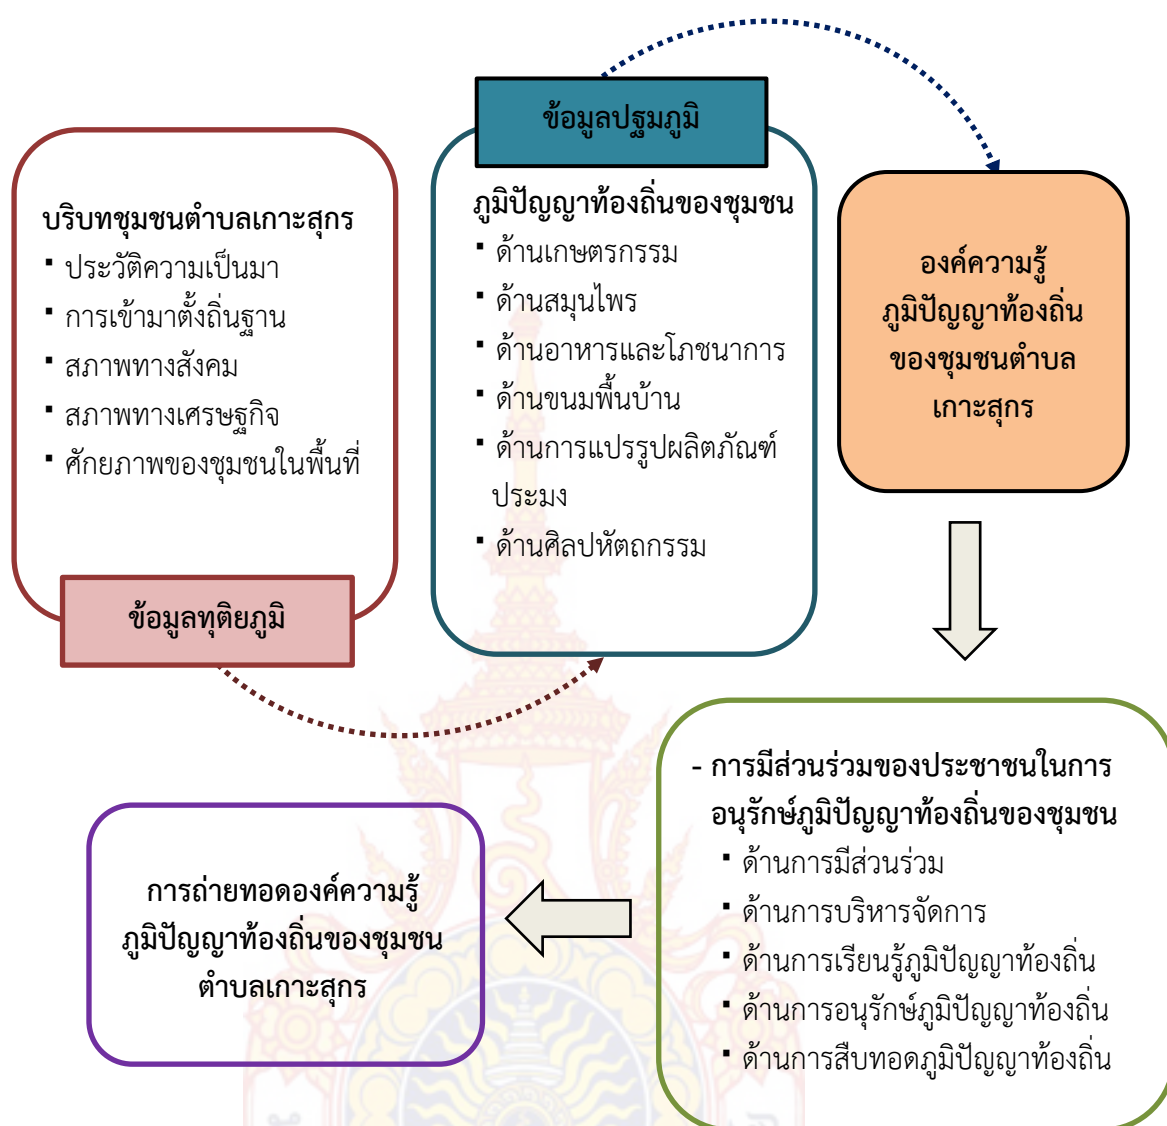 บริบทชุมชนตำบลเกาะสุกร
▪ ประวัติความเป็นมา
▪ การเข้ามาตั้งถิ่นฐาน
▪ สภาพทางสังคม
▪ สภาพทางเศรษฐกิจ
▪ ศักยภาพของชุมชนในพื้นที่
ข้อมูลทุติยภูมิ
ข้อมูลปฐมภูมิ
ภูมิปัญญาท้องถิ่นของชุมชน
▪ ด้านเกษตรกรรม
▪ ด้านสมุนไพร
▪ ด้านอาหารและโภชนาการ
▪ ด้านขนมพื้นบ้าน
▪ ด้านการแปรรูปผลิตภัณฑ์
ประมง
▪ ด้านศิลปหัตถกรรม
องค์ความรู้
ภูมิปัญญาท้องถิ่น
ของชุมชนตำบล
เกาะสุกร
- การมีส่วนร่วมของประชาชนในการ
อนุรักษ์ภูมิปัญญาท้องถิ่นของชุมชน
▪ ด้านการมีส่วนร่วม
▪ ด้านการบริหารจัดการ
▪ ด้านการเรียนรู้ภูมิปัญญาท้องถิ่น
▪ ด้านการอนุรักษ์ภูมิปัญญาท้องถิ่น
▪ ด้านการสืบทอดภูมิปัญญาท้องถิ่น
การถ่ายทอดองค์ความรู้
ภูมิปัญญาท้องถิ่นของชุมชน
ตำบลเกาะสุกร